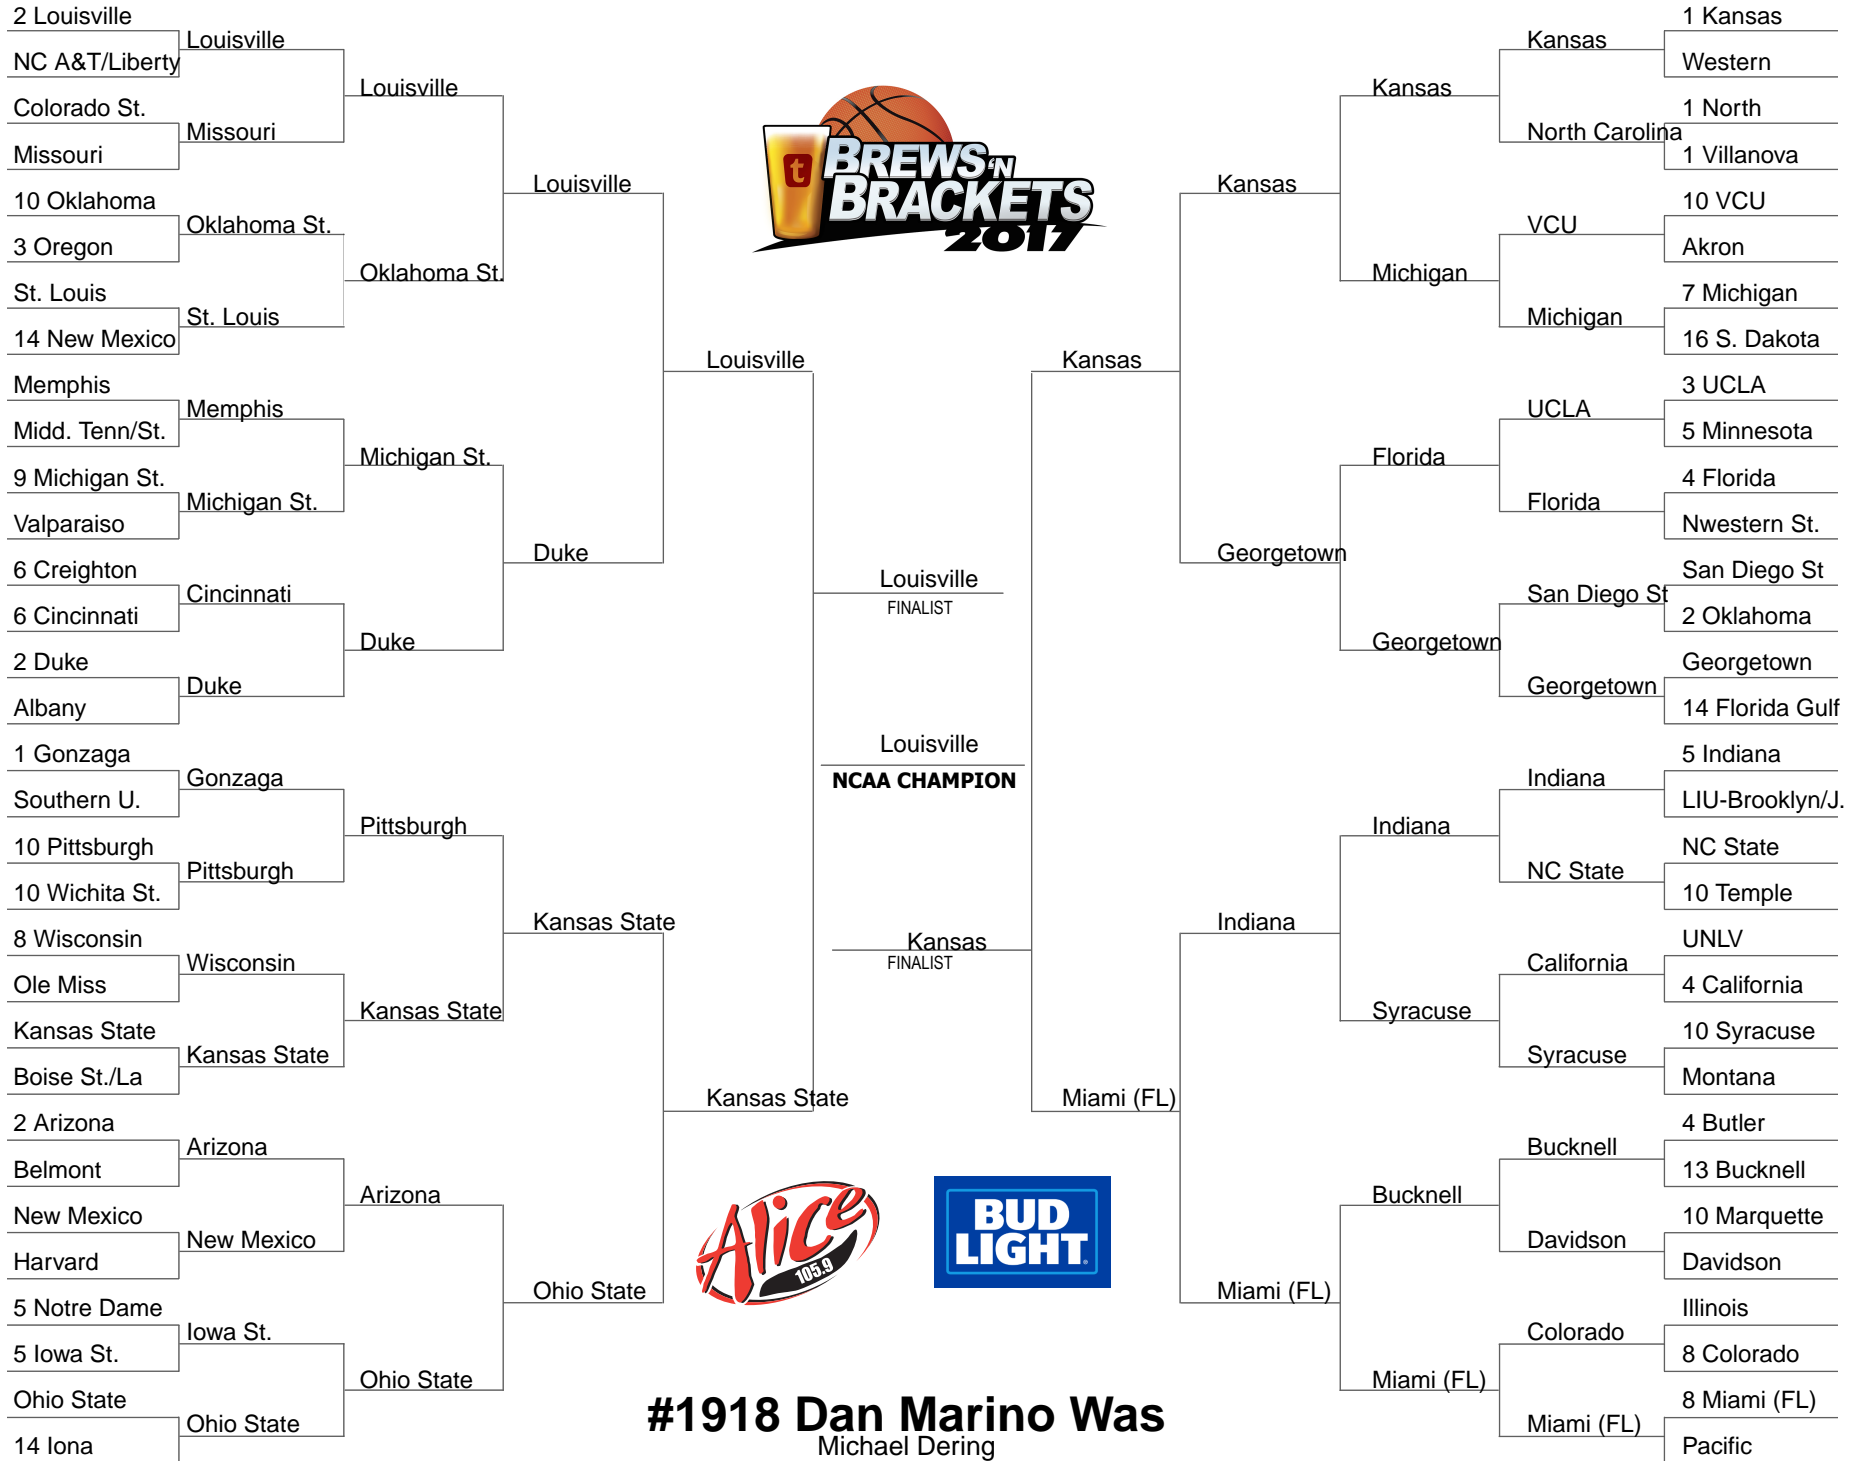 2 Louisville
NC A&T/Liberty
Colorado St.
Missouri
10 Oklahoma
3 Oregon
St. Louis
14 New Mexico
Memphis
Midd. Tenn/St.
9 Michigan St.
Valparaiso
6 Creighton
6 Cincinnati
2 Duke
Albany
1 Gonzaga
Southern U.
10 Pittsburgh
10 Wichita St.
8 Wisconsin
Ole Miss
Kansas State
Boise St./La
2 Arizona
Belmont
New Mexico
Harvard
5 Notre Dame
5 Iowa St.
Ohio State
14 Iona
Louisville
Missouri
Oklahoma St.
St. Louis
Memphis
Michigan St.
Cincinnati
Duke
Gonzaga
Pittsburgh
Wisconsin
Kansas State
Arizona
New Mexico
Iowa St.
Ohio State
Louisville
Oklahoma St.
Michigan St.
Duke
Pittsburgh
Kansas State
Arizona
Ohio State
Louisville
Duke
Kansas State
Ohio State
Louisville
Kansas State
t
BREWS 'N
BRACKETS
2017
Louisville
FINALIST
Louisville
NCAA CHAMPION
Kansas
FINALIST
Alice
105.9
BUD
LIGHT
#1918 Dan Marino Was
Michael Dering
Kansas
Miami (FL)
Kansas
Georgetown
Indiana
Miami (FL)
Kansas
Michigan
Florida
Georgetown
Indiana
Syracuse
Bucknell
Miami (FL)
Kansas
North Carolina
VCU
Michigan
UCLA
Florida
San Diego St
Georgetown
Indiana
NC State
California
Syracuse
Bucknell
Davidson
Colorado
Miami (FL)
1 Kansas
Western
1 North
1 Villanova
10 VCU
Akron
7 Michigan
16 S. Dakota
3 UCLA
5 Minnesota
4 Florida
Nwestern St.
San Diego St
2 Oklahoma
Georgetown
14 Florida Gulf
5 Indiana
LIU-Brooklyn/J.
NC State
10 Temple
UNLV
4 California
10 Syracuse
Montana
4 Butler
13 Bucknell
10 Marquette
Davidson
Illinois
8 Colorado
8 Miami (FL)
Pacific